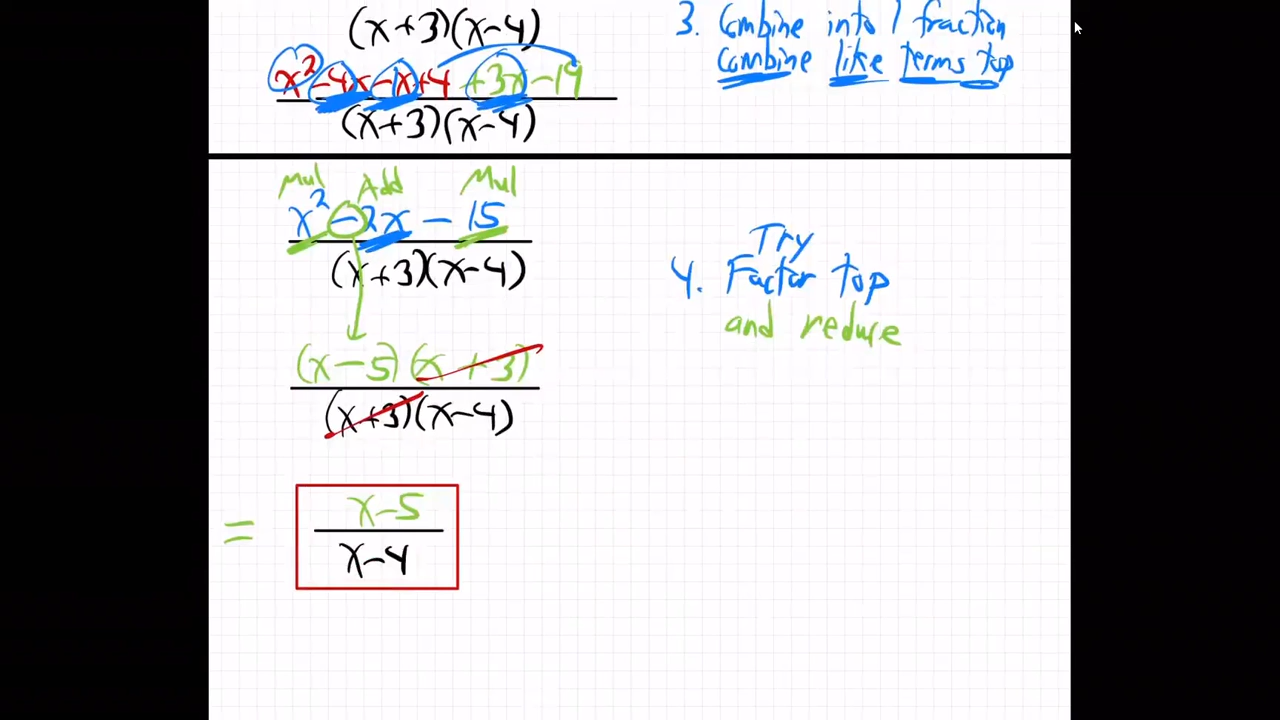 (x+3)(x-4)
3. Combine into 1 fraction
combine like terms top
x² -4x -x +4 +3x -19
(x+3)(x-4)
Mul Add Mul
x² - 2x - 15
(x+3)(x-4)
Try
4. Factor top
and reduce
(x-5)(x+3)
(x+3)(x-4)
= x-5
x-4